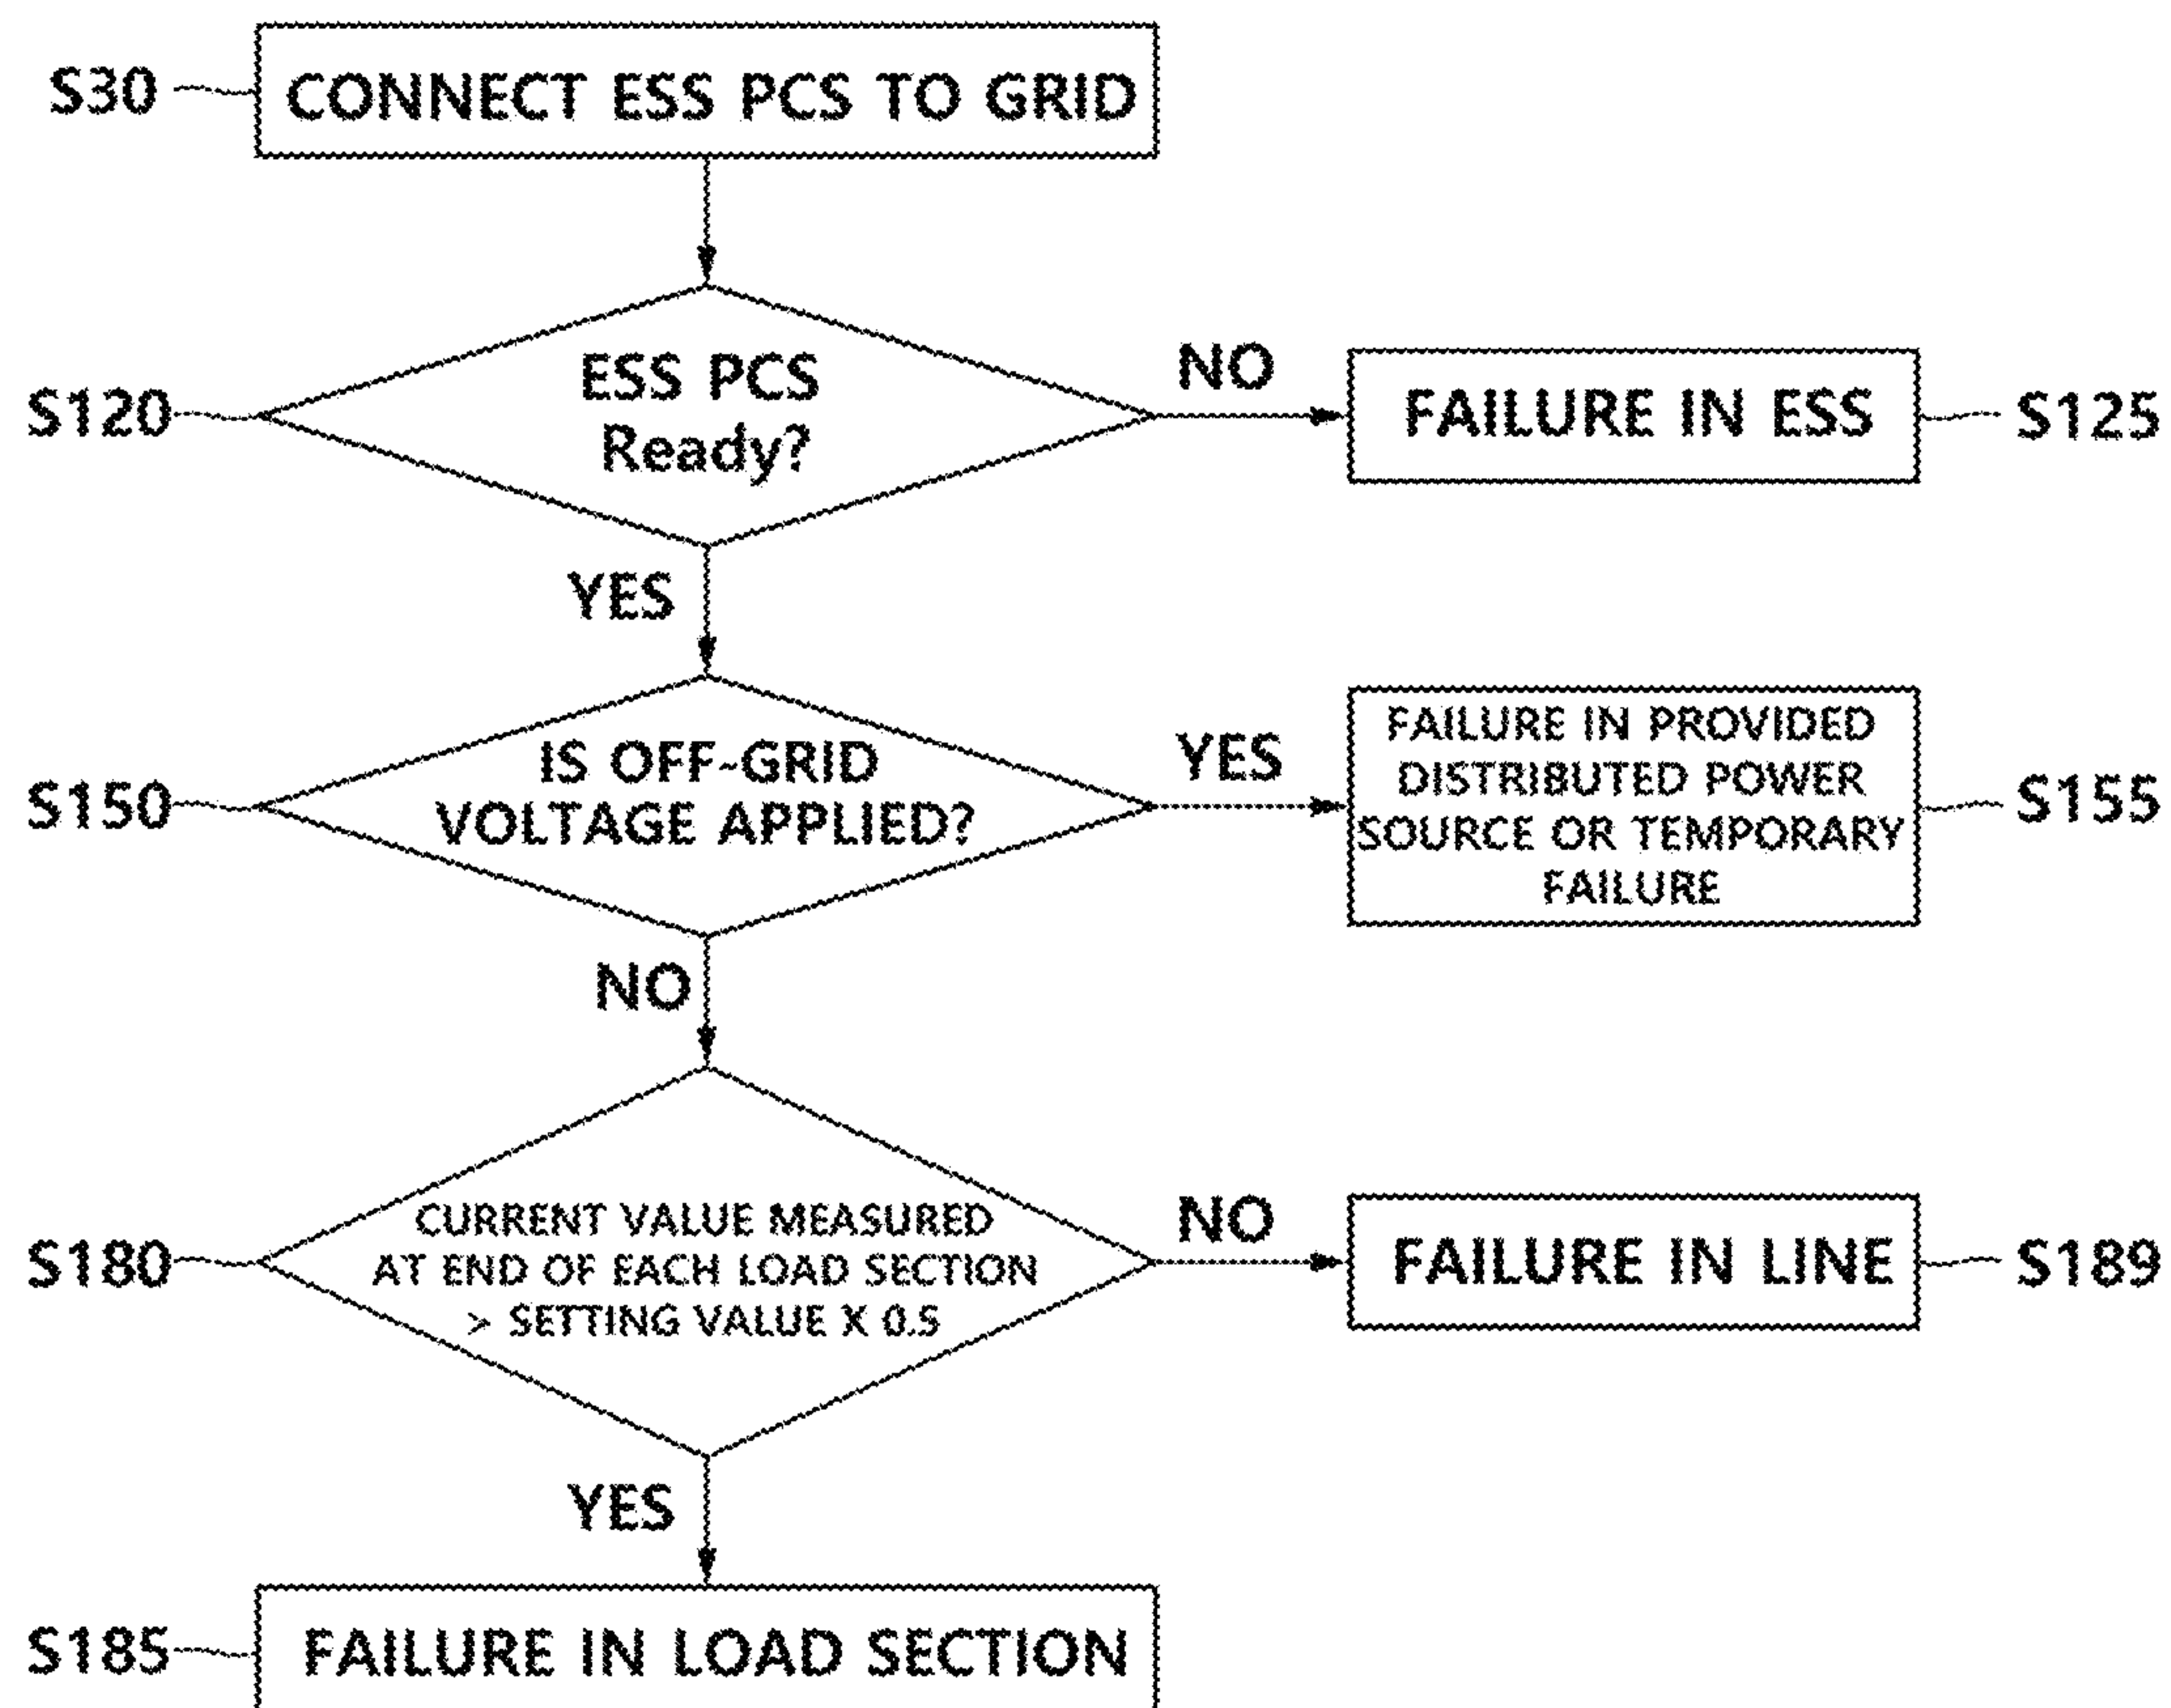 S30
CONNECT ESS PCS TO GRID
S120
ESS PCS
Ready?
NO
FAILURE IN ESS
S125
YES
S150
IS OFF-GRID
VOLTAGE APPLIED?
YES
FAILURE IN PROVIDED
DISTRIBUTED POWER
SOURCE OR TEMPORARY
FAILURE
S155
NO
S180
CURRENT VALUE MEASURED
AT END OF EACH LOAD SECTION
> SETTING VALUE X 0.5
NO
FAILURE IN LINE
S189
YES
S185
FAILURE IN LOAD SECTION